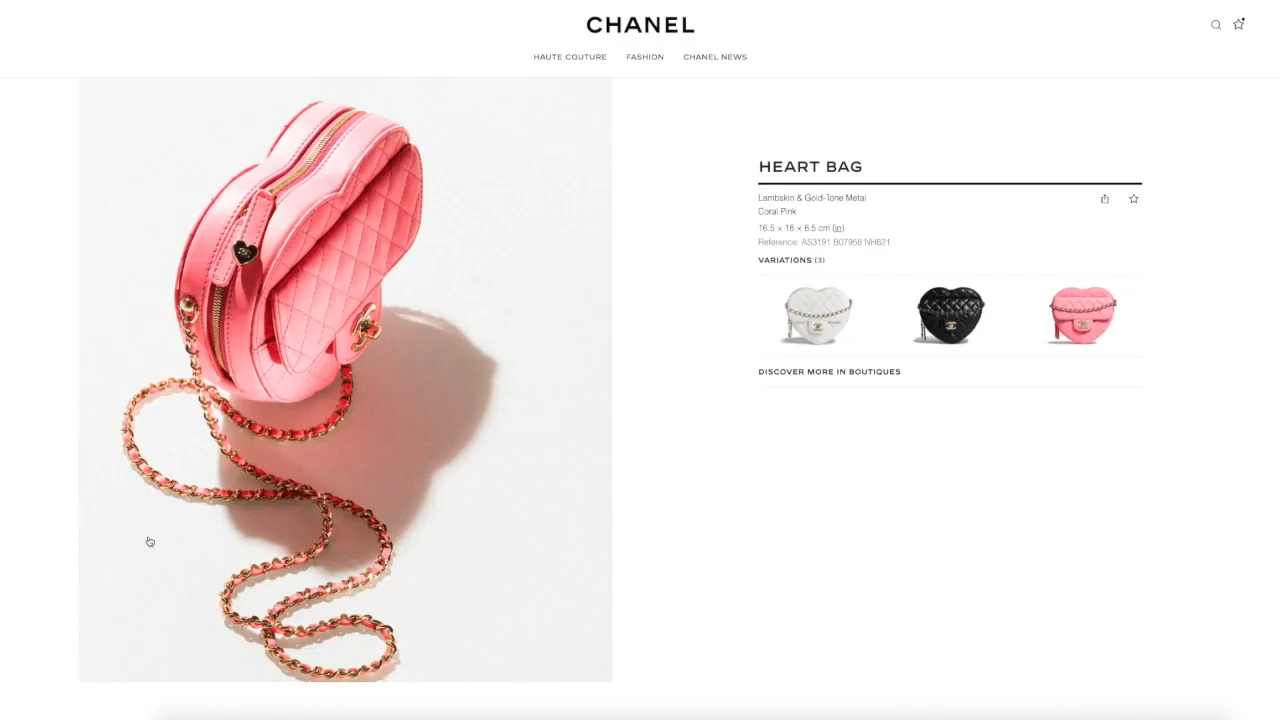 CHANEL
HAUTE COUTURE FASHION CHANEL NEWS
HEART BAG
Lambskin & Gold-Tone Metal
Coral Pink
16.5 × 18 × 6.5 cm (in)
Reference: AS3191 B07958 NH621
VARIATIONS (3)
DISCOVER MORE IN BOUTIQUES